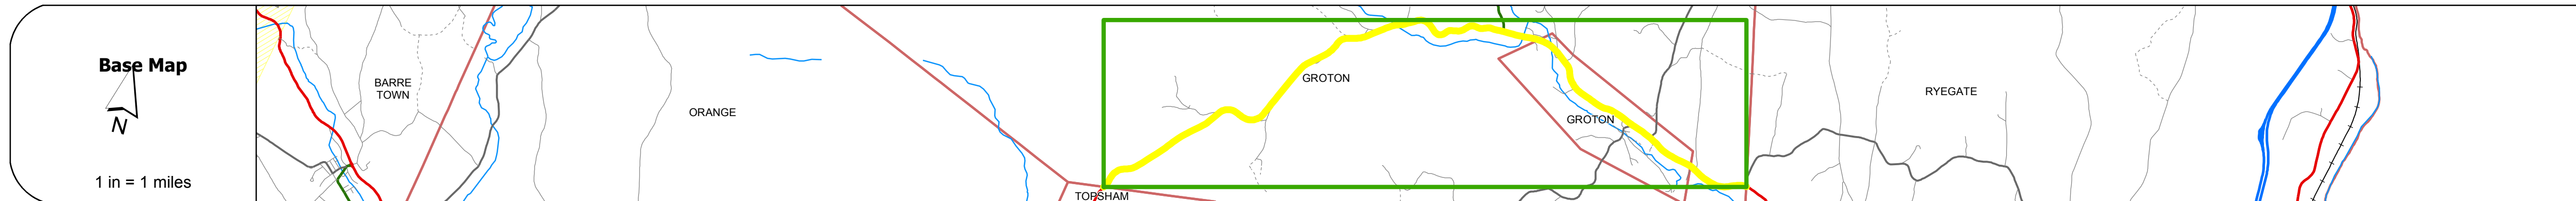 Base Map
N
1 in = 1 miles
BARRE
TOWN
ORANGE
TOPSHAM
GROTON
GROTON
RYEGATE